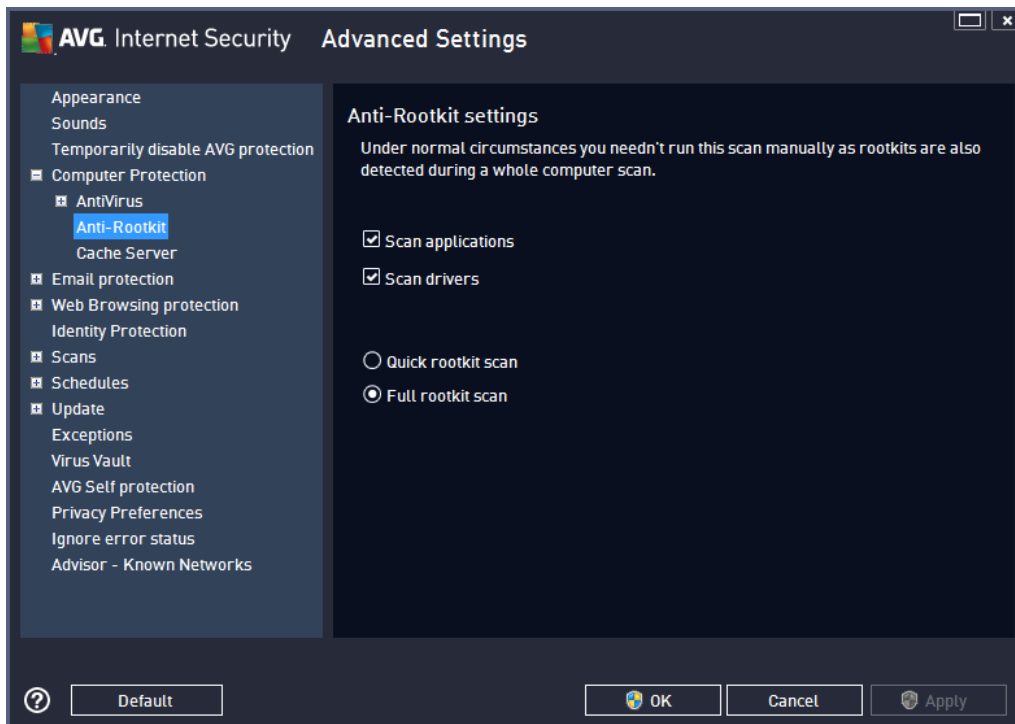 AVG. Internet Security Advanced Settings
Appearance
Sounds
Temporarily disable AVG protection
Computer Protection
AntiVirus
Anti-Rootkit
Cache Server
Email protection
Web Browsing protection
Identity Protection
Scans
Schedules
Update
Exceptions
Virus Vault
AVG Self protection
Privacy Preferences
Ignore error status
Advisor - Known Networks
Anti-Rootkit settings
Under normal circumstances you needn't run this scan manually as rootkits are also
detected during a whole computer scan.
Scan applications
Scan drivers
Quick rootkit scan
Full rootkit scan
? Default OK Cancel Apply